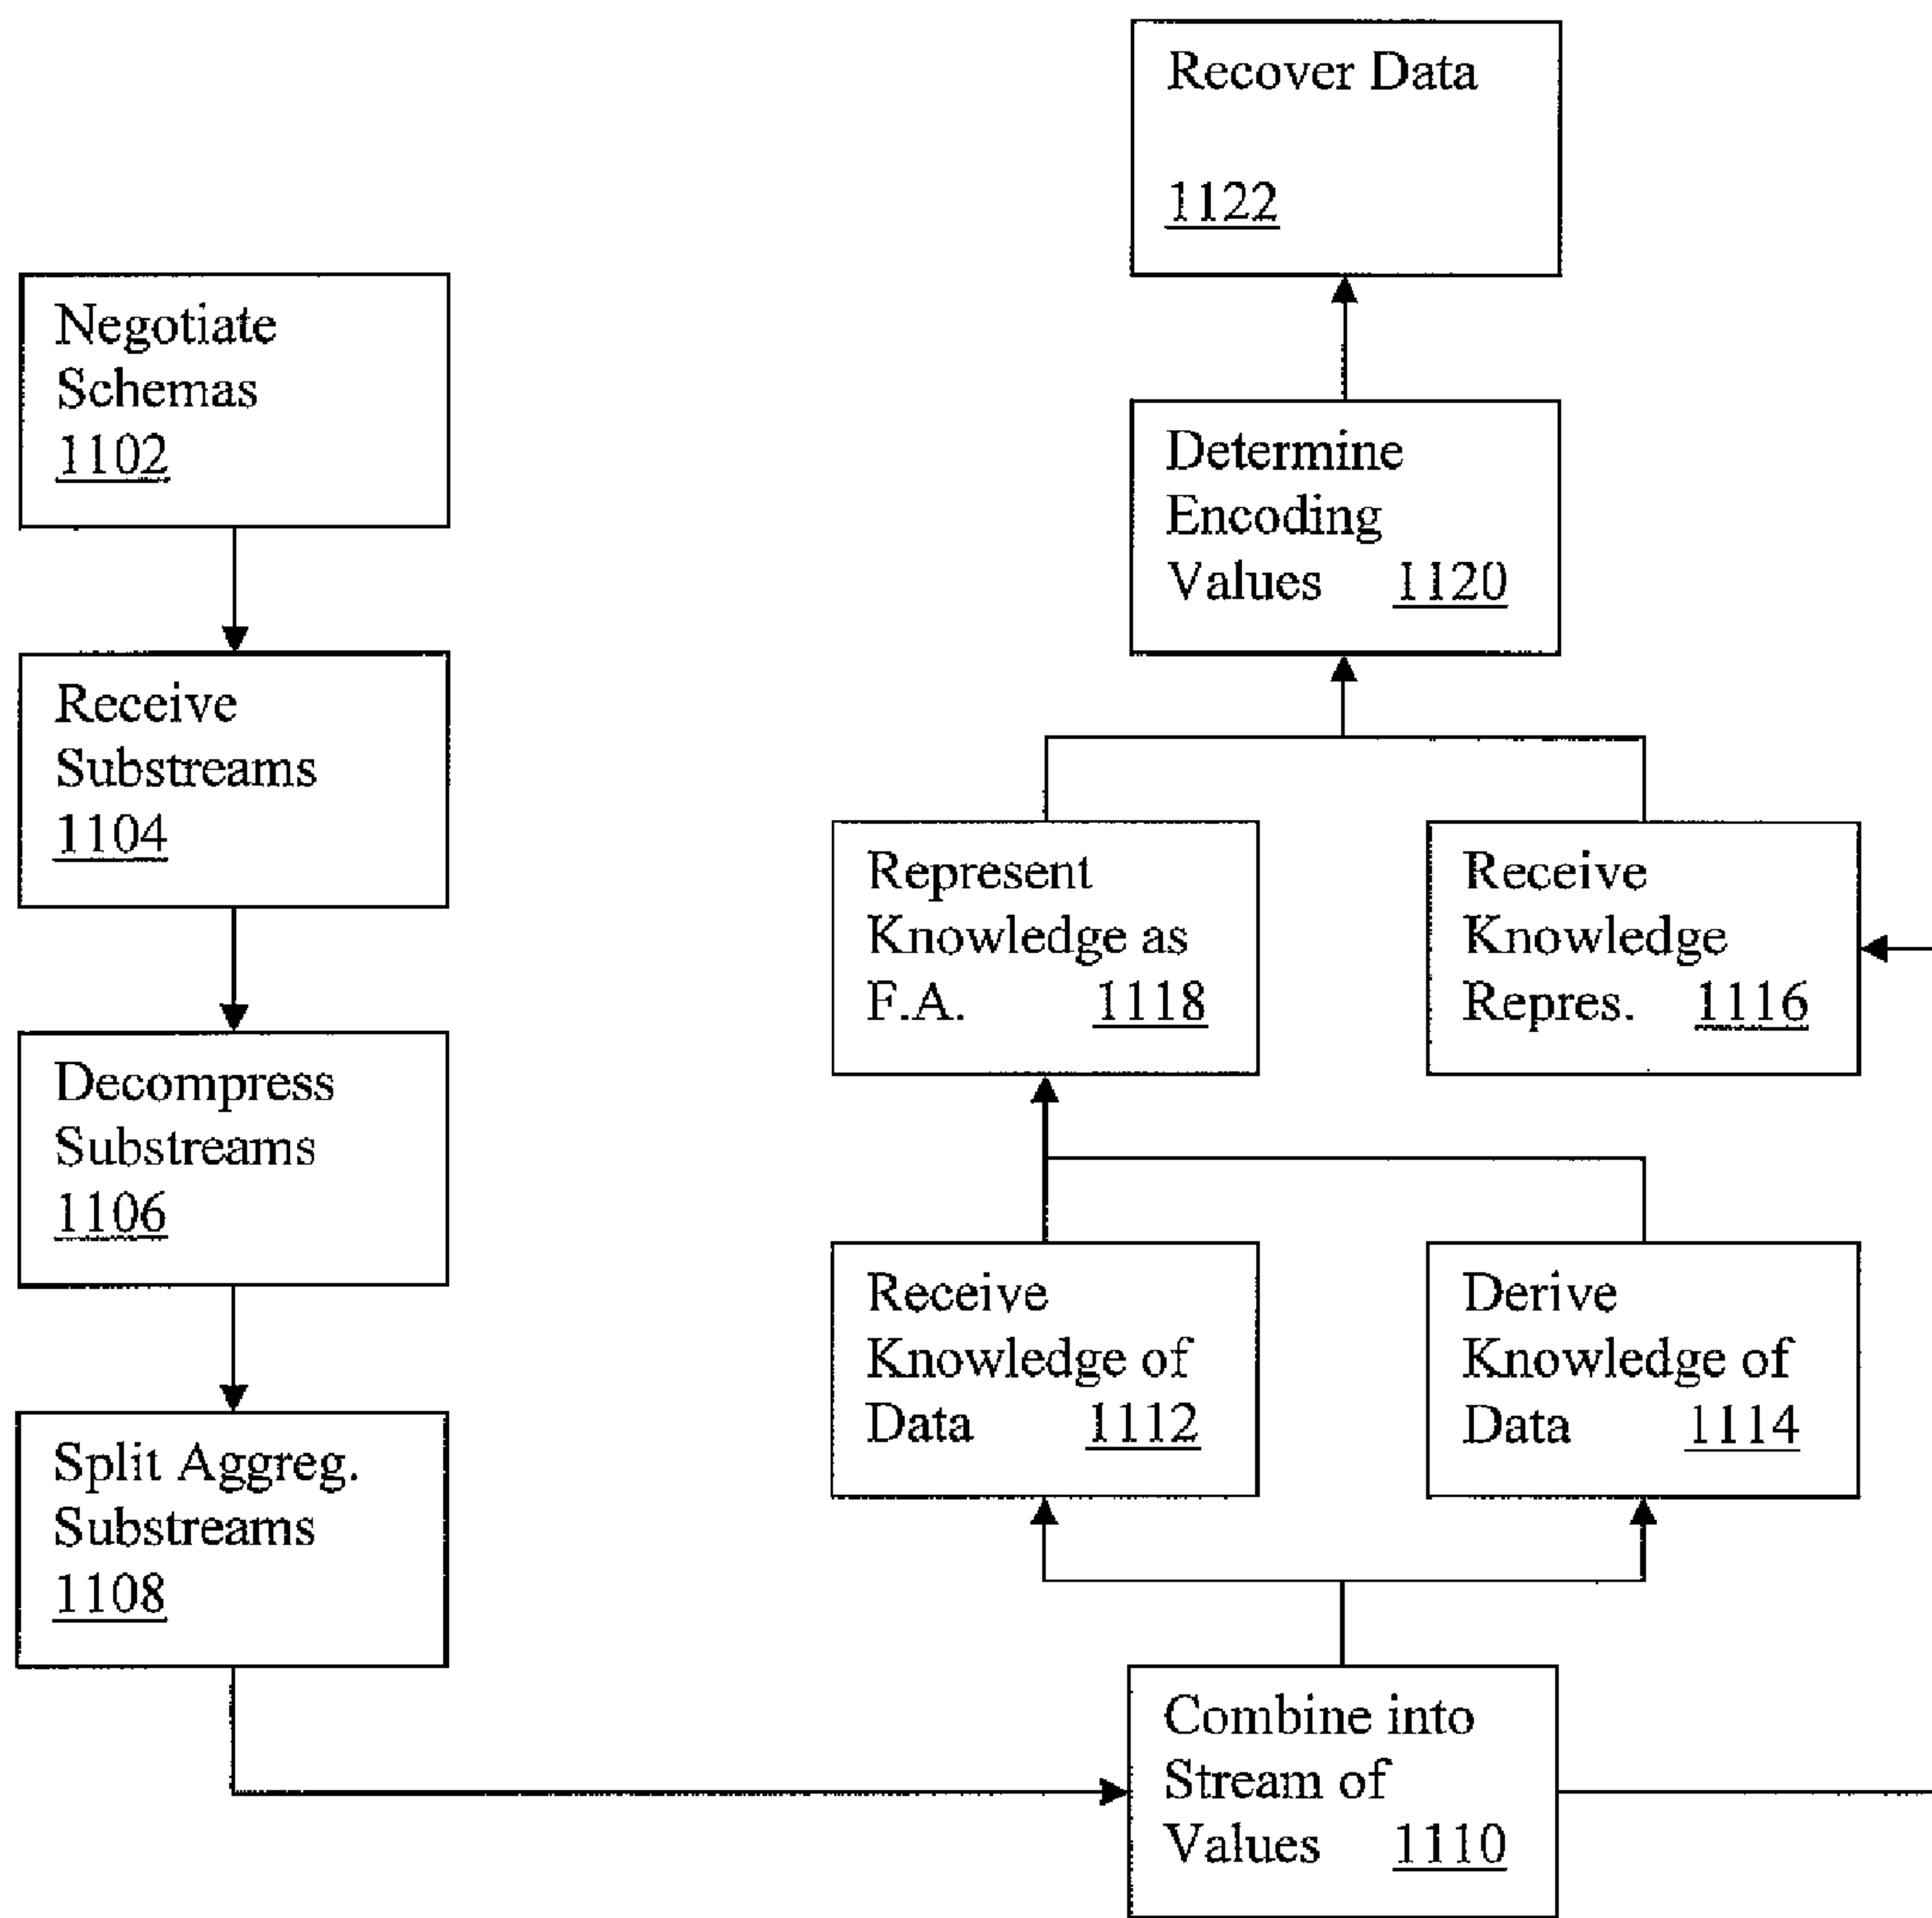 Negotiate
Schemas
1102
Receive
Substreams
1104
Decompress
Substreams
1106
Split Aggreg.
Substreams
1108
Combine into
Stream of
Values 1110
Receive
Knowledge of
Data 1112
Derive
Knowledge of
Data 1114
Receive
Knowledge
Repres. 1116
Represent
Knowledge as
F.A. 1118
Determine
Encoding
Values 1120
Recover Data
1122